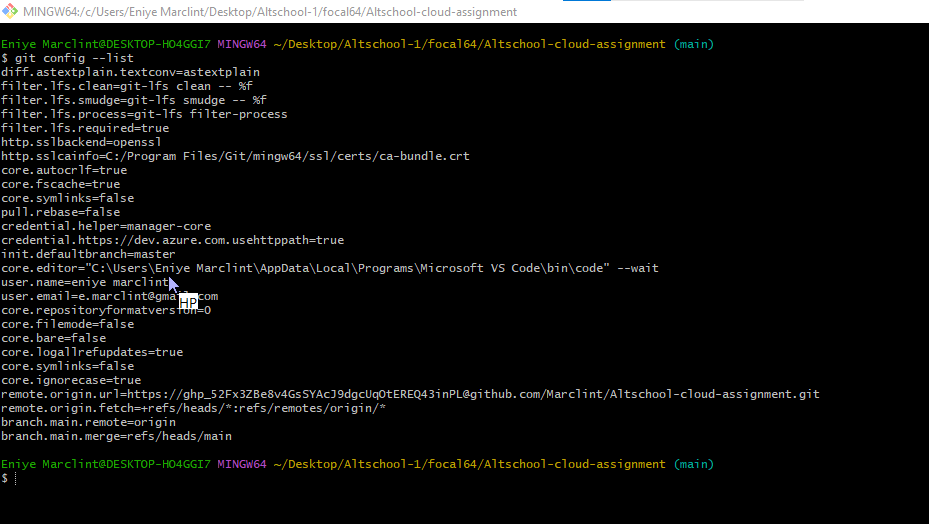 MINGW64:/c/Users/Eniye Marclint/Desktop/Altschool-1/focal64/Altschool-cloud-assignment
Eniye Marclint@DESKTOP-HO4GGI7 MINGW64 ~/Desktop/Altschool-1/focal64/Altschool-cloud-assignment (main)
$ git config --list
diff.astextplain.textconv=astextplain
filter.lfs.clean=git-lfs clean -- %f
filter.lfs.smudge=git-lfs smudge -- %f
filter.lfs.process=git-lfs filter-process
filter.lfs.required=true
http.sslbackend=openssl
http.sslcainfo=C:/Program Files/Git/mingw64/ssl/certs/ca-bundle.crt
core.autocrlf=true
core.fscache=true
core.symlinks=false
pull.rebase=false
credential.helper=manager-core
credential.https://dev.azure.com.usehttppath=true
init.defaultbranch=master
core.editor="C:\Users\Eniye Marclint\AppData\Local\Programs\Microsoft VS Code\bin\code" --wait
user.name=eniye marclint
HP
core.repositoryformatversion=0
core.filemode=false
core.bare=false
core.logallrefupdates=true
core.symlinks=false
core.ignorecase=true
remote.origin.url=https://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@github.com/Marclint/Altschool-cloud-assignment.git
remote.origin.fetch=+refs/heads/*:refs/remotes/origin/*
branch.main.remote=origin
branch.main.merge=refs/heads/main
Eniye Marclint@DESKTOP-HO4GGI7 MINGW64 ~/Desktop/Altschool-1/focal64/Altschool-cloud-assignment (main)
$